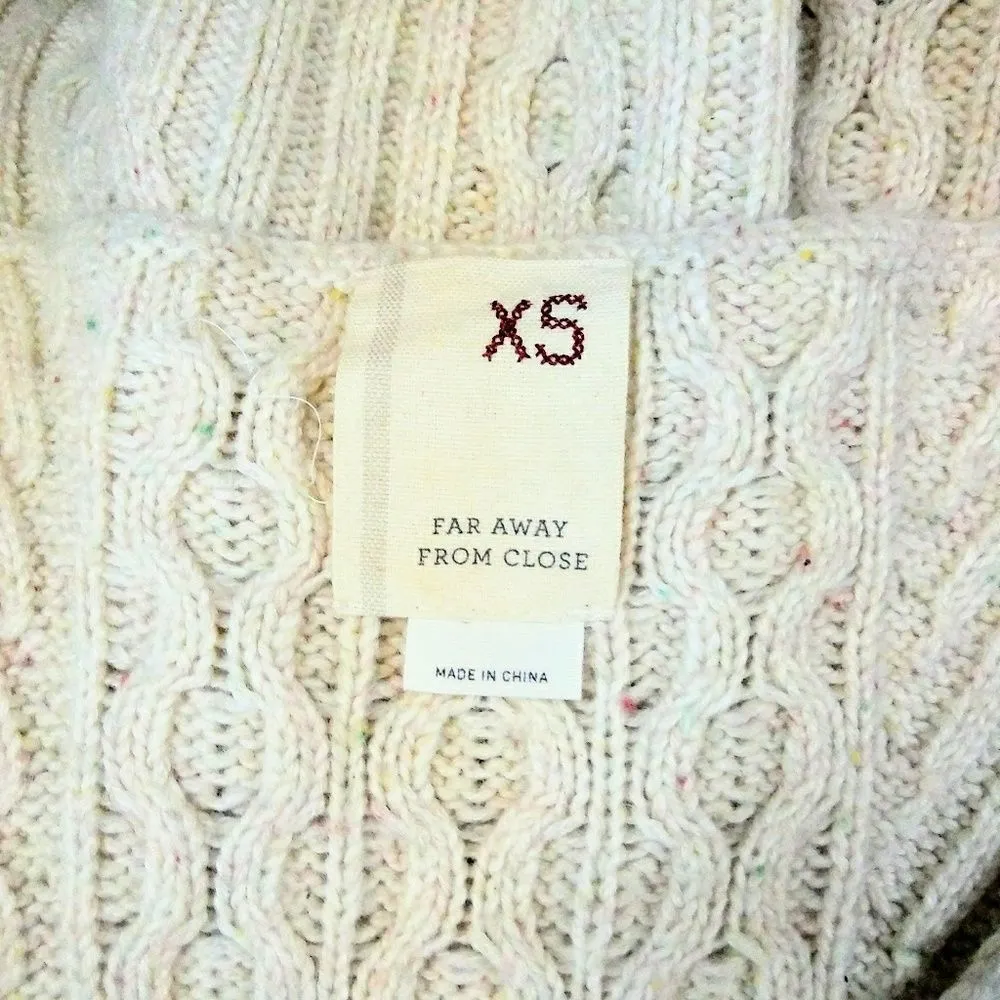 XS
FAR AWAY
FROM CLOSE
MADE IN CHINA